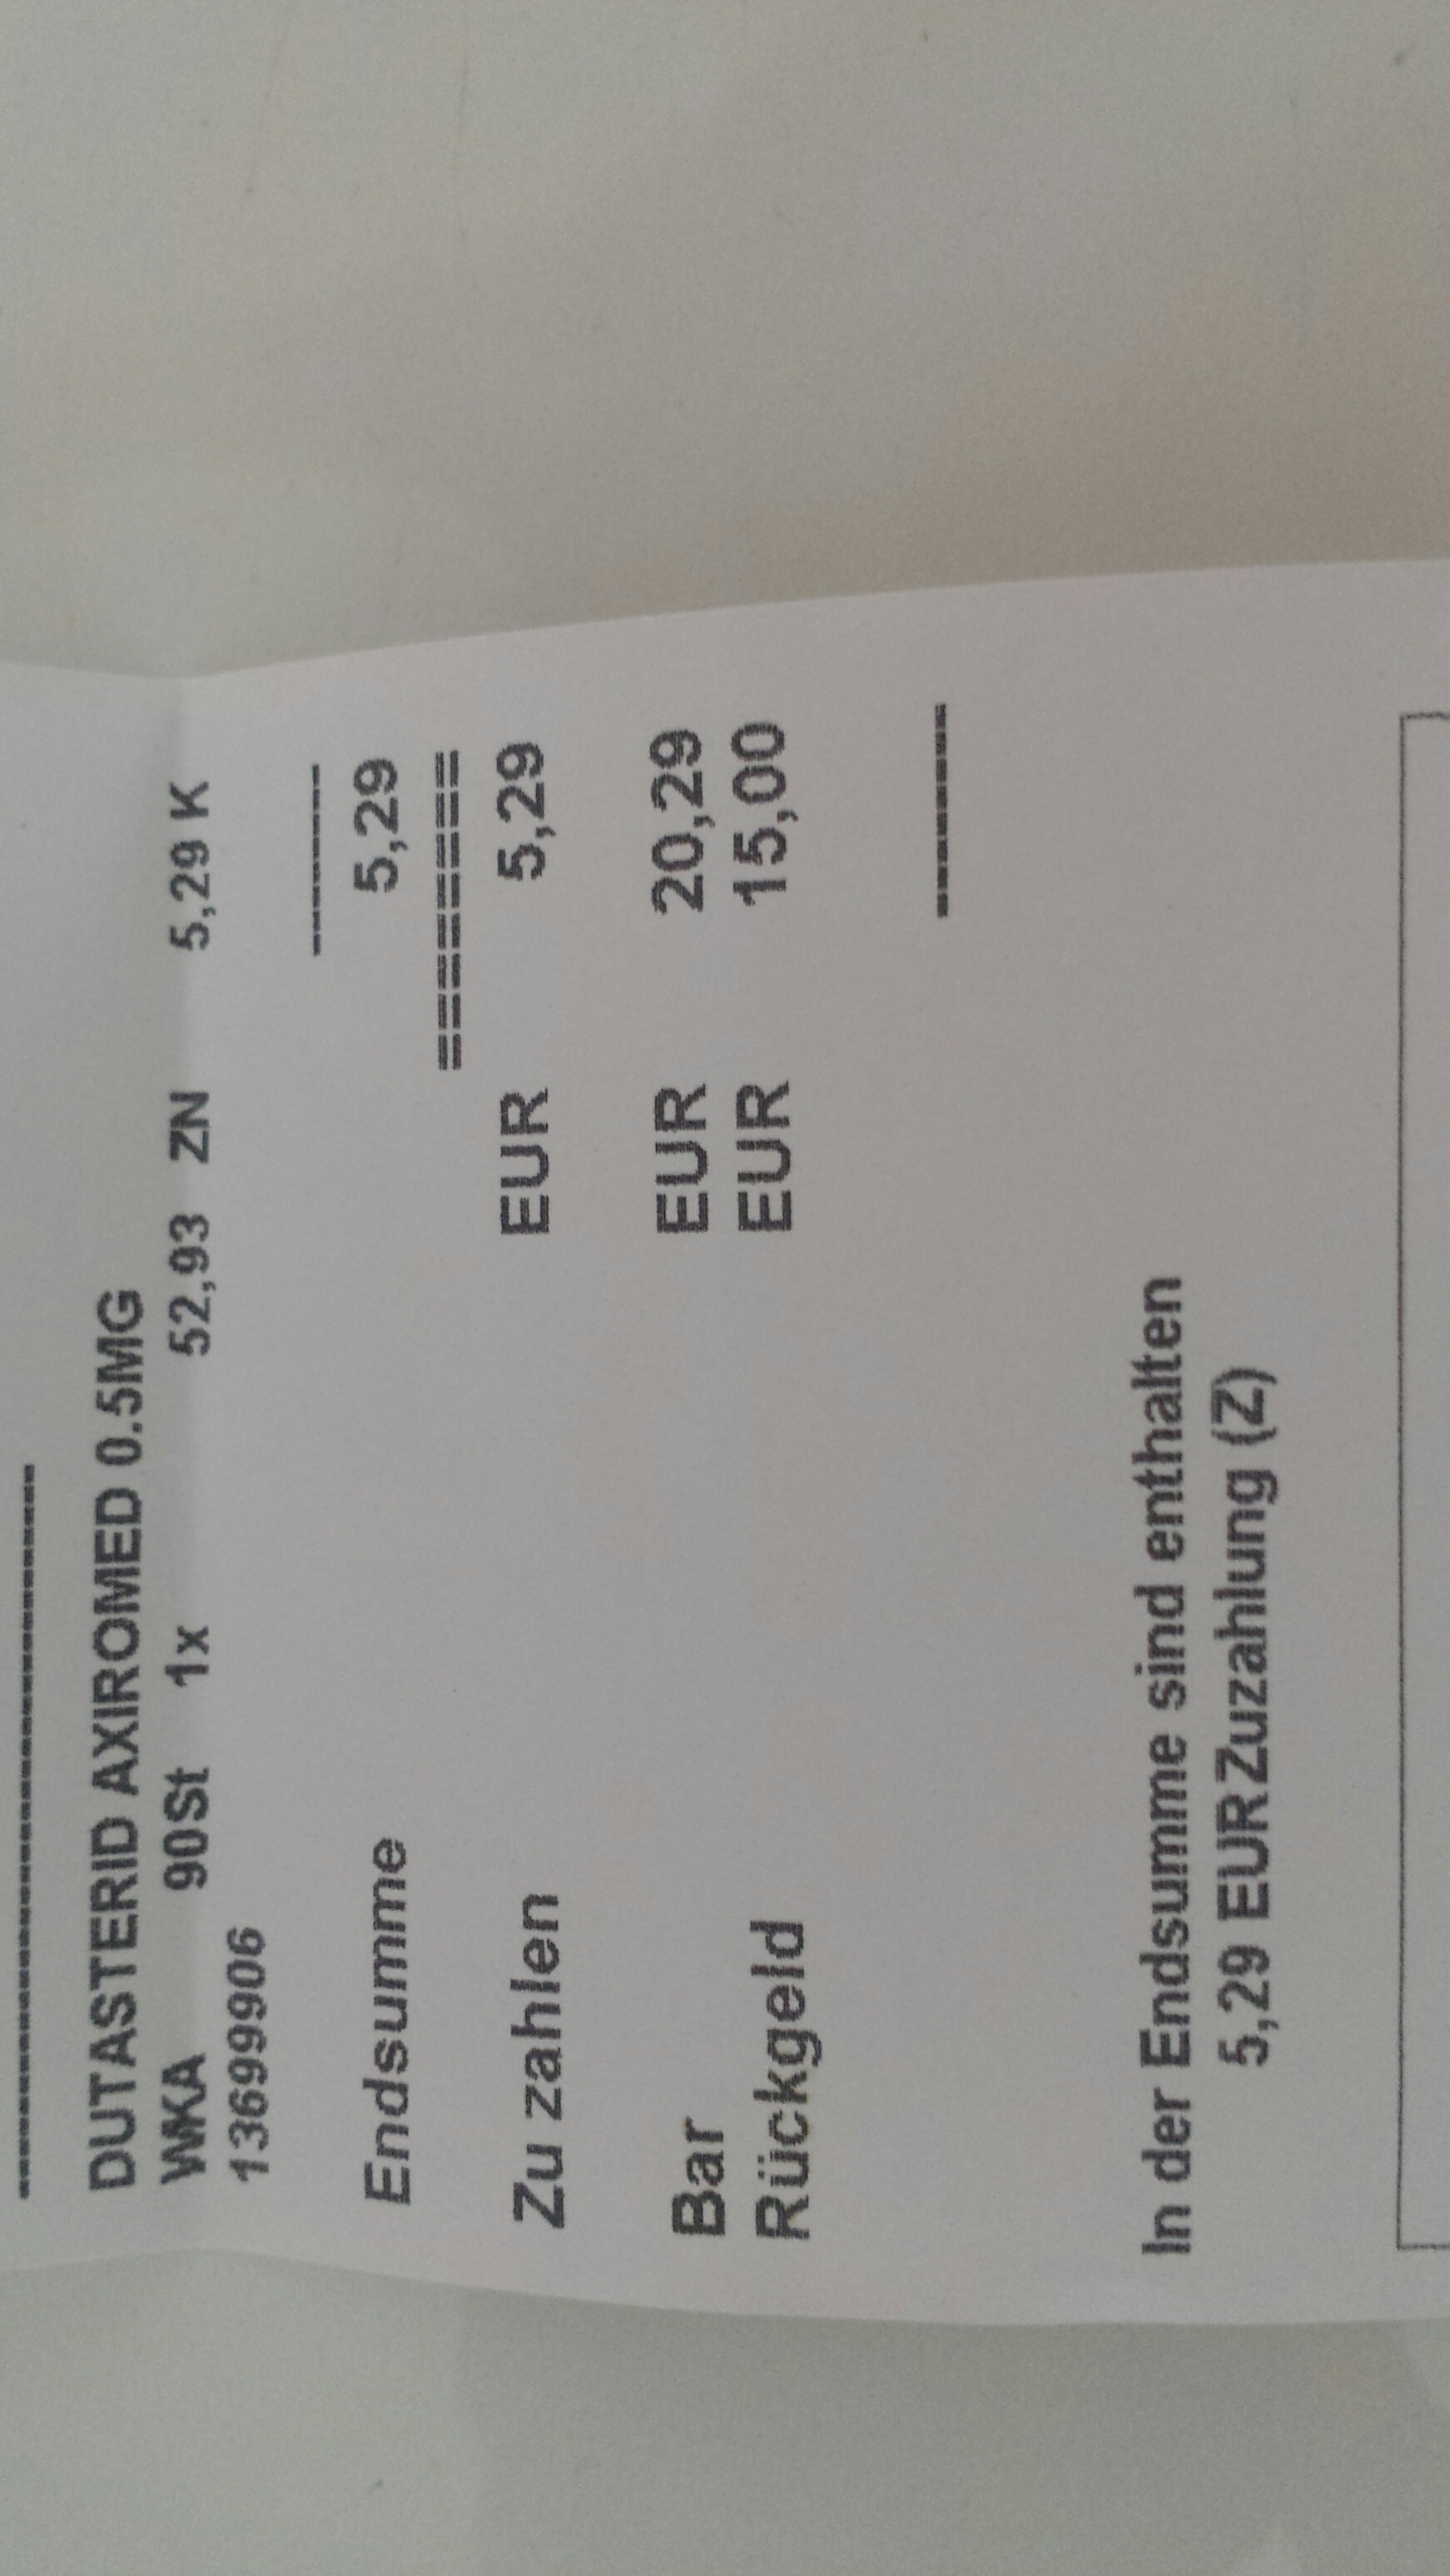 DUTASTERID AXIROMED 0.5MG
WKA 90St 1x 52,93 ZN 5,29 K
13699906
Endsumme 5,29
Zu zahlen EUR 5,29
Bar EUR 20,29
Rückgeld EUR 15,00
In der Endsumme sind enthalten
5,29 EUR Zuzahlung (Z)